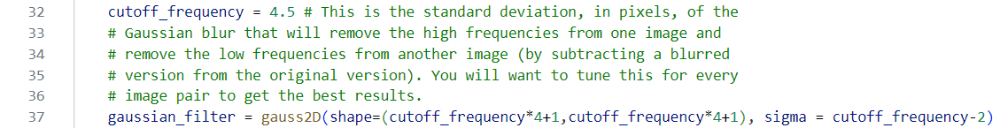 32 cutoff_frequency = 4.5 # This is the standard deviation, in pixels, of the
33 # Gaussian blur that will remove the high frequencies from one image and
34 # remove the low frequencies from another image (by subtracting a blurred
35 # version from the original version). You will want to tune this for every
36 # image pair to get the best results.
37 gaussian_filter = gauss2D(shape=(cutoff_frequency*4+1,cutoff_frequency*4+1), sigma = cutoff_frequency-2)